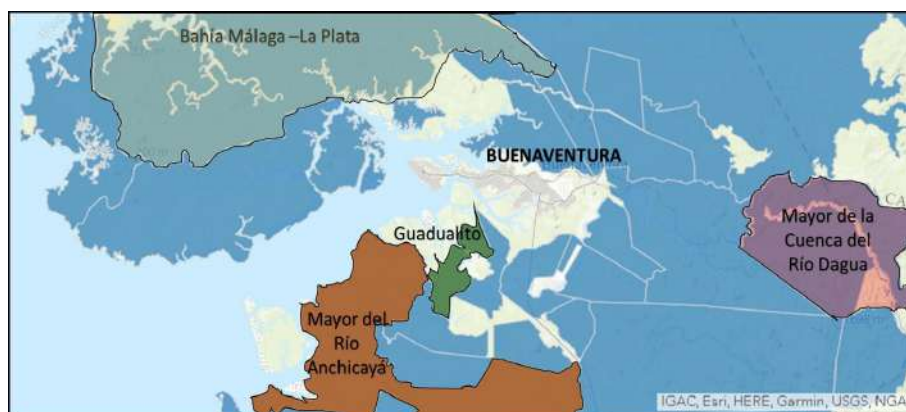 Bahía Málaga –La Plata
BUENAVENTURA
Guadualito
Mayor de la
Cuenca del
Río Dagua
Mayor del
Río
Anchicayá
IGAC, Esri, HERE, Garmin, USGS, NGA